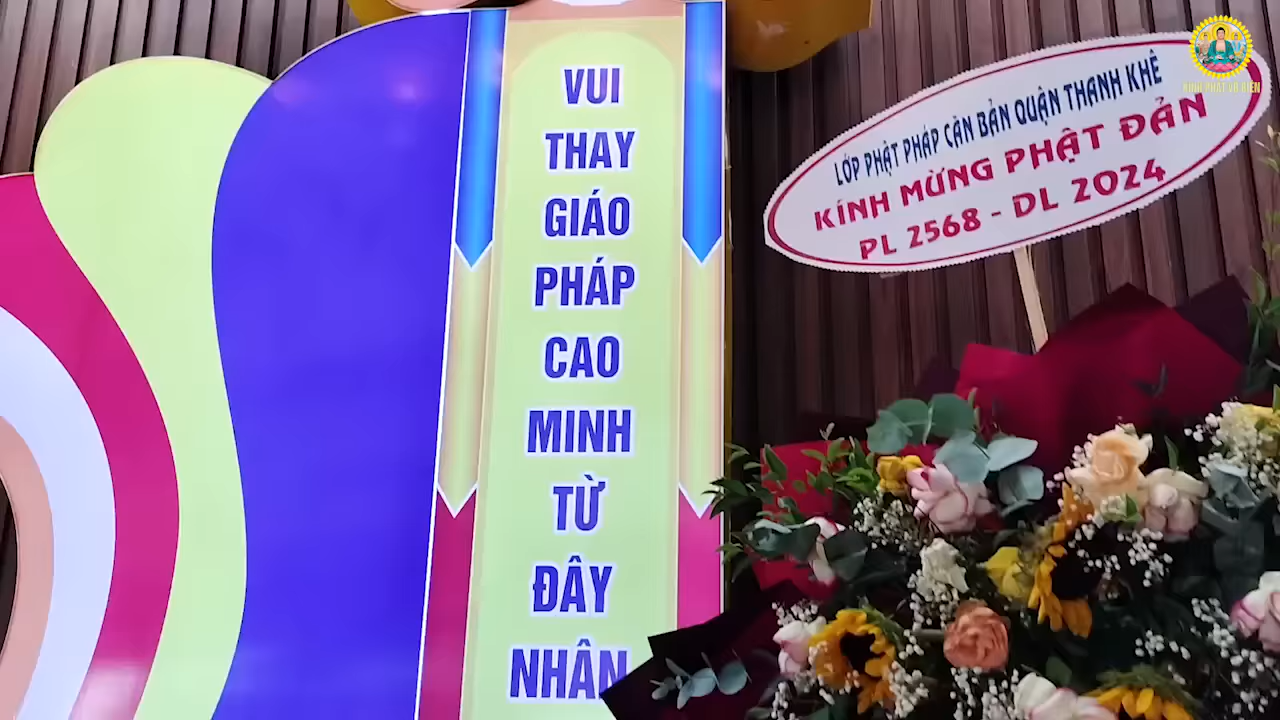 VUI
THAY
GIÁO
PHÁP
CAO
MINH
TỪ
ĐÂY
NHÂN
LỚP PHẬT PHÁP CĂN BẢN QUẬN THANH KHÊ
KÍNH MỪNG PHẬT ĐẢN
PL 2568 - DL 2024